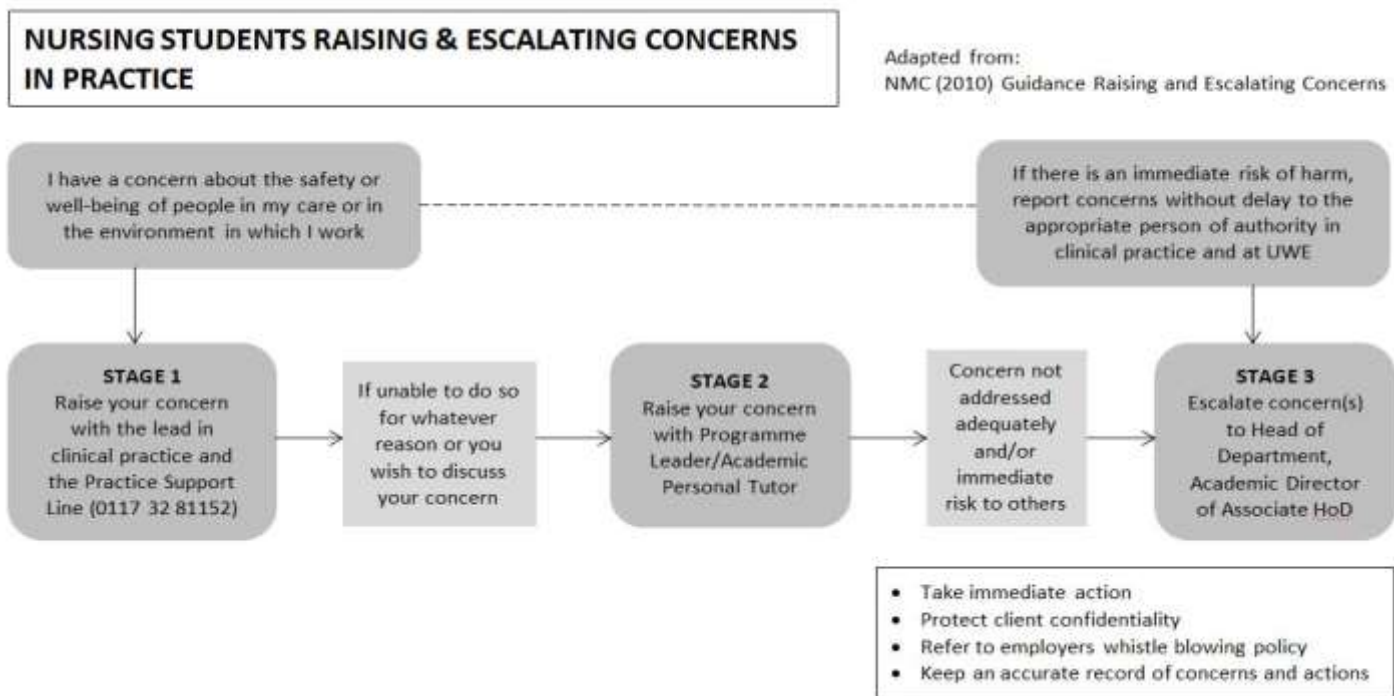 NURSING STUDENTS RAISING & ESCALATING CONCERNS
IN PRACTICE
Adapted from:
NMC (2010) Guidance Raising and Escalating Concerns
I have a concern about the safety or
well-being of people in my care or in
the environment in which I work
If there is an immediate risk of harm,
report concerns without delay to the
appropriate person of authority in
clinical practice and at UWE
STAGE 1
Raise your concern
with the lead in
clinical practice and
the Practice Support
Line (0117 32 81152)
If unable to do so
for whatever
reason or you
wish to discuss
your concern
STAGE 2
Raise your concern
with Programme
Leader/Academic
Personal Tutor
Concern not
addressed
adequately
and/or
immediate
risk to others
STAGE 3
Escalate concern(s)
to Head of
Department,
Academic Director
of Associate HoD
• Take immediate action
• Protect client confidentiality
• Refer to employers whistle blowing policy
• Keep an accurate record of concerns and actions